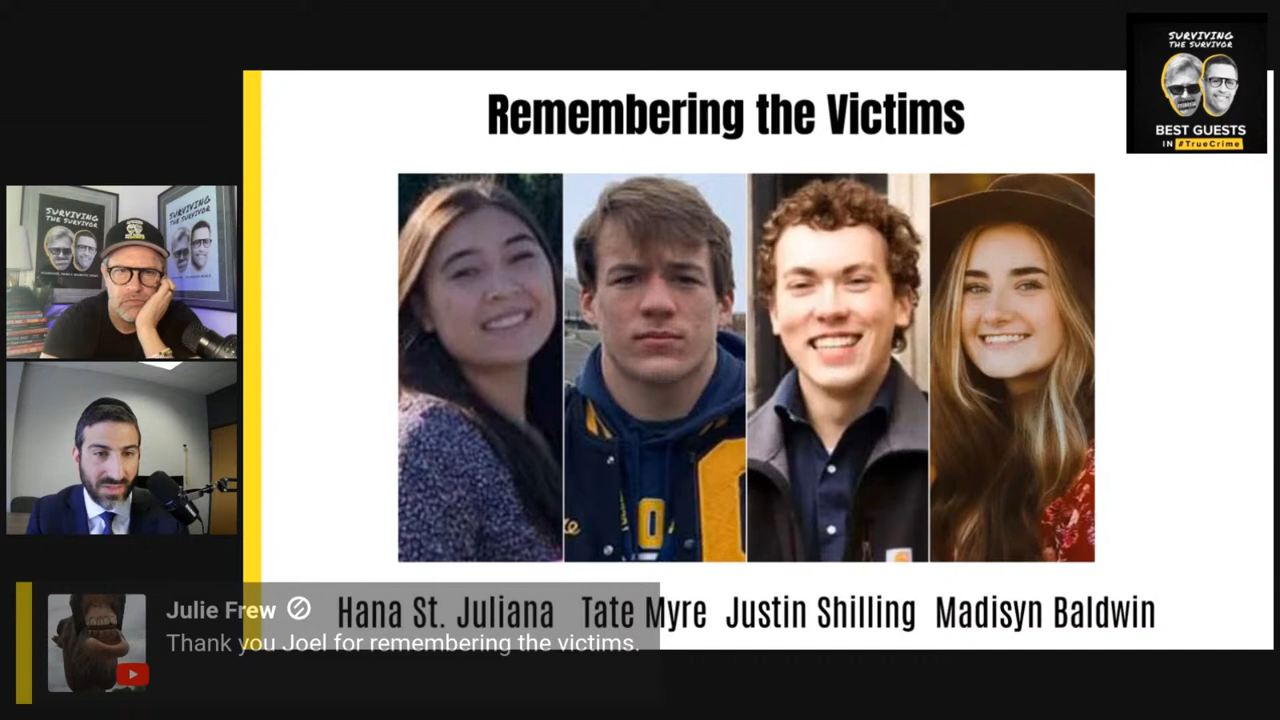 SURVIVING
THE SURVIVOR
BEST GUESTS
IN #TrueCrime
Remembering the Victims
SURVIVING
THE SURVIVOR
SURVIVING
THE SURVIVOR
Hana St. Juliana Tate Myre Justin Shilling Madisyn Baldwin
Julie Frew
Thank you Joel for remembering the victims.